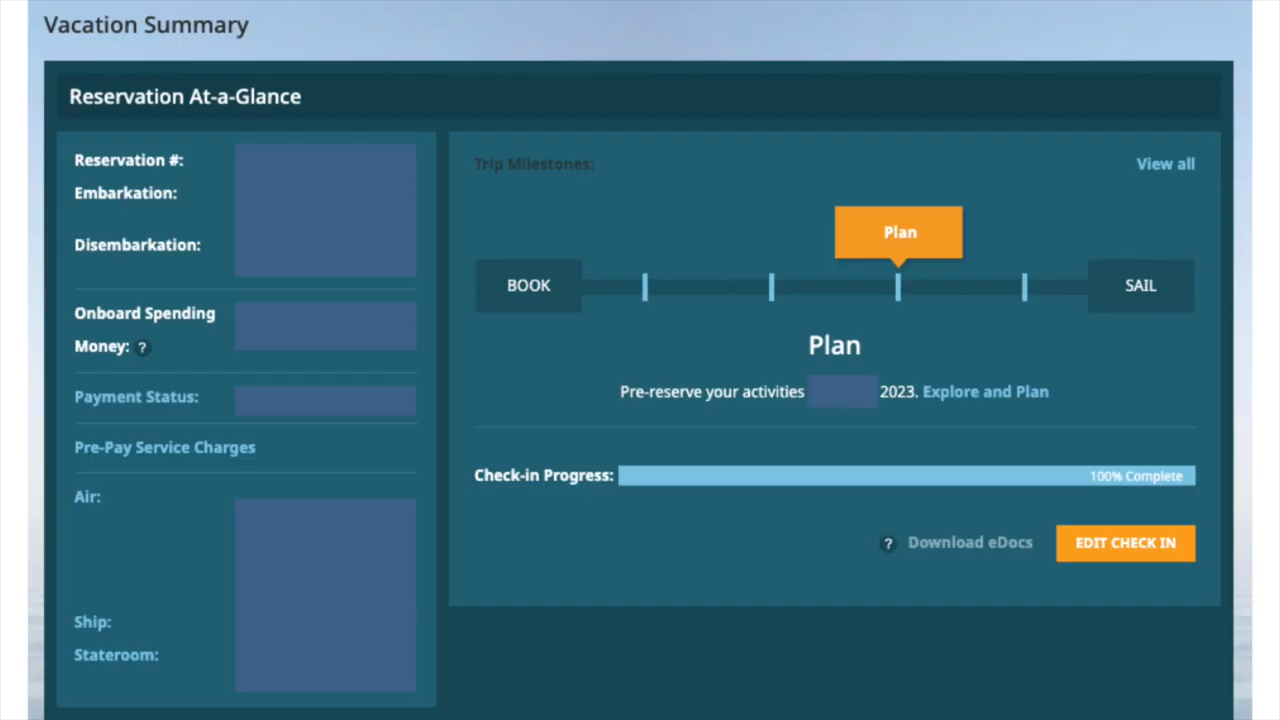 Vacation Summary
Reservation At-a-Glance
Reservation #:
Embarkation:
Disembarkation:
Onboard Spending
Money: ?
Payment Status:
Pre-Pay Service Charges
Air:
Ship:
Stateroom:
Trip Milestones:
View all
Plan
BOOK
SAIL
Plan
Pre-reserve your activities 2023. Explore and Plan
Check-in Progress: 100% Complete
? Download eDocs EDIT CHECK IN